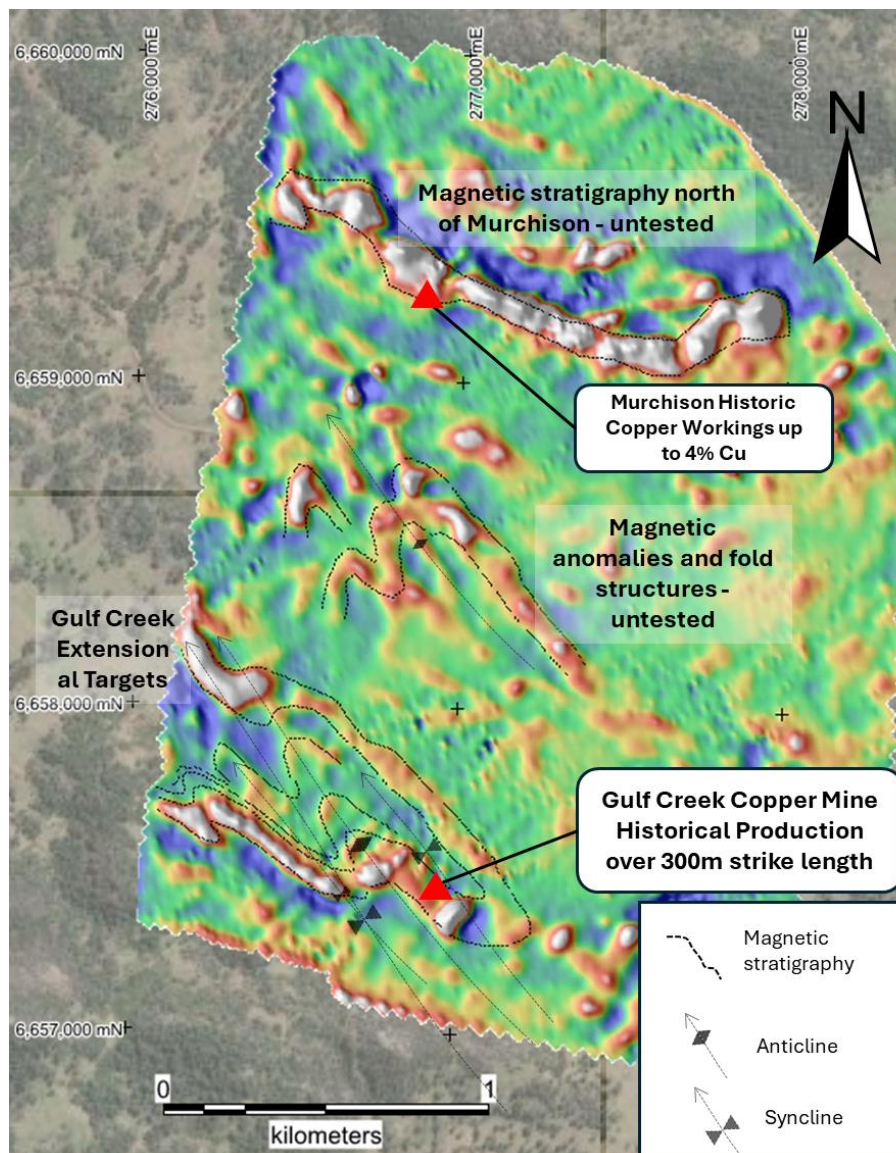 6,660,000 mN
276,000 mE
277,000 mE
278,000 mE
N
Magnetic stratigraphy north
of Murchison - untested
6,659,000 mN
Murchison Historic
Copper Workings up
to 4% Cu
Magnetic
anomalies and fold
structures -
untested
Gulf Creek
Extension
al Targets
6,658,000 mN
Gulf Creek Copper Mine
Historical Production
over 300m strike length
Magnetic
stratigraphy
Anticline
Syncline
6,657,000 mN
0
1
kilometers